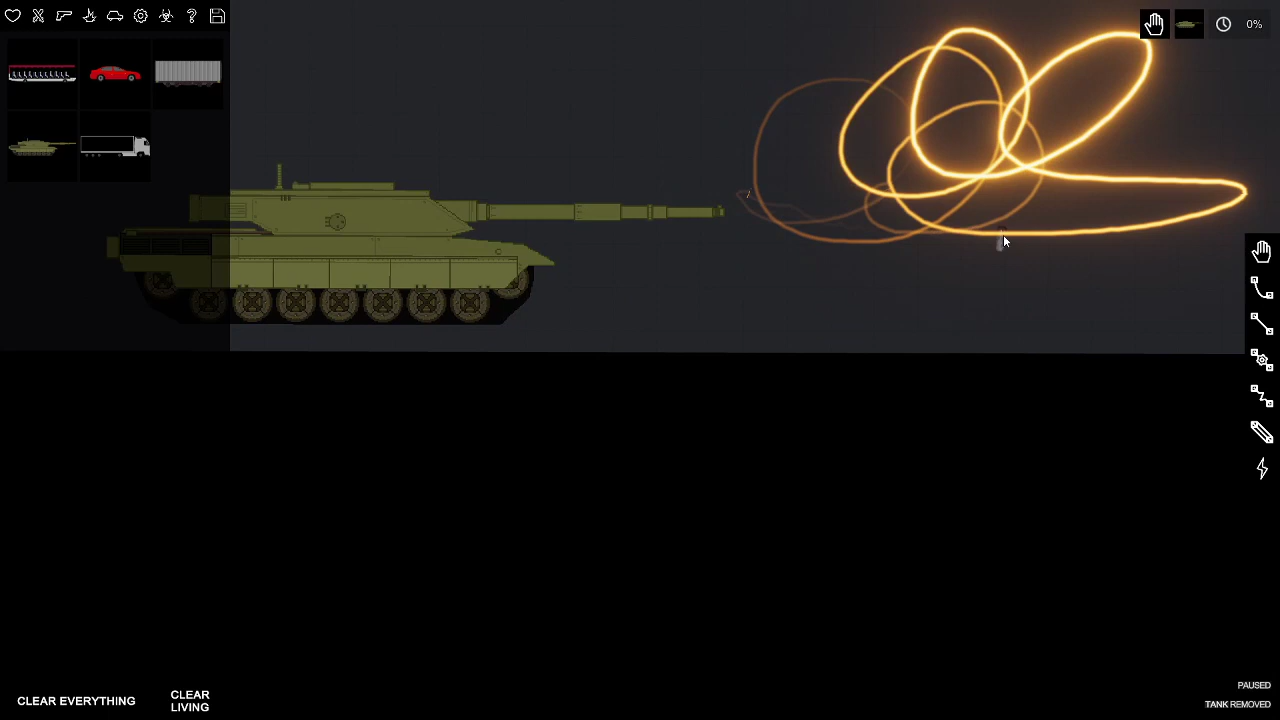 0%
CLEAR EVERYTHING
CLEAR
LIVING
PAUSED
TANK REMOVED